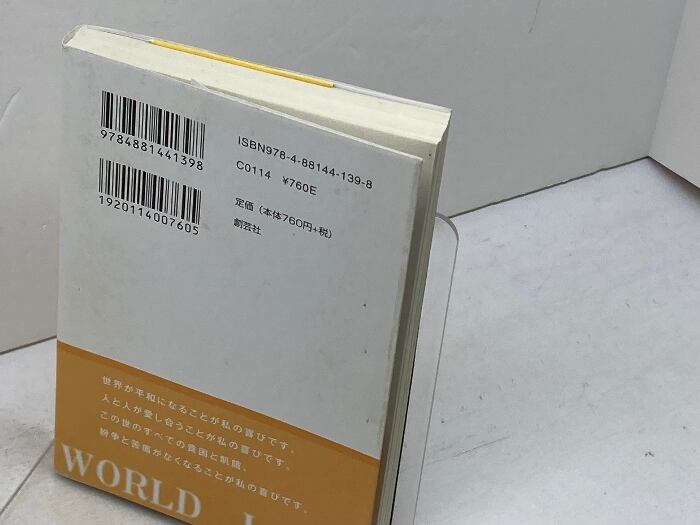 9784881441398
ISBN978-4-88144-139-8
C0114 ¥760E
1920114007605
定価（本体760円+税）
創芸社
世界が平和になることが私の喜びです。
人と人が愛し合うことが私の喜びです。
この世のすべての貧困と飢餓、
紛争と苦痛がなくなることが私の喜びです。
WORLD